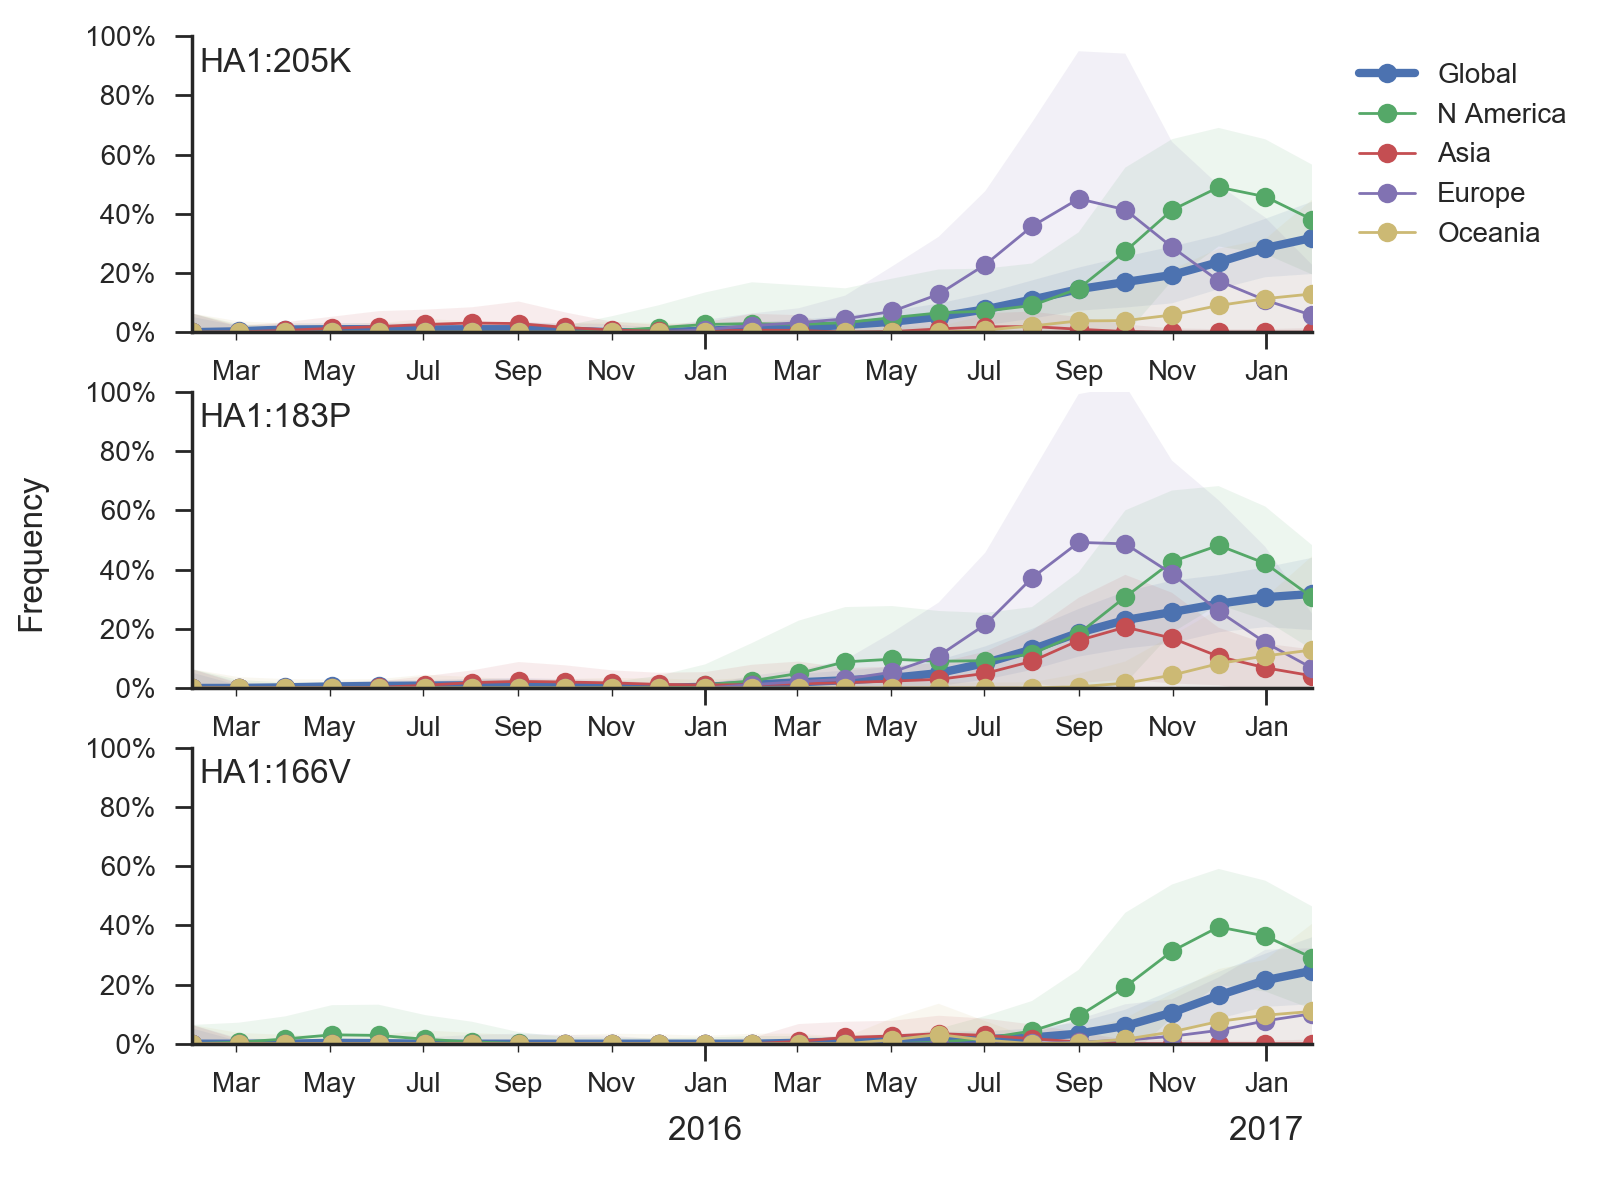 100%
HA1:205K
80%
60%
40%
20%
0%
Mar May Jul Sep Nov Jan Mar May Jul Sep Nov Jan
Global
N America
Asia
Europe
Oceania
Frequency
100%
HA1:183P
80%
60%
40%
20%
0%
Mar May Jul Sep Nov Jan Mar May Jul Sep Nov Jan
100%
HA1:166V
80%
60%
40%
20%
0%
Mar May Jul Sep Nov Jan Mar May Jul Sep Nov Jan
2016 2017